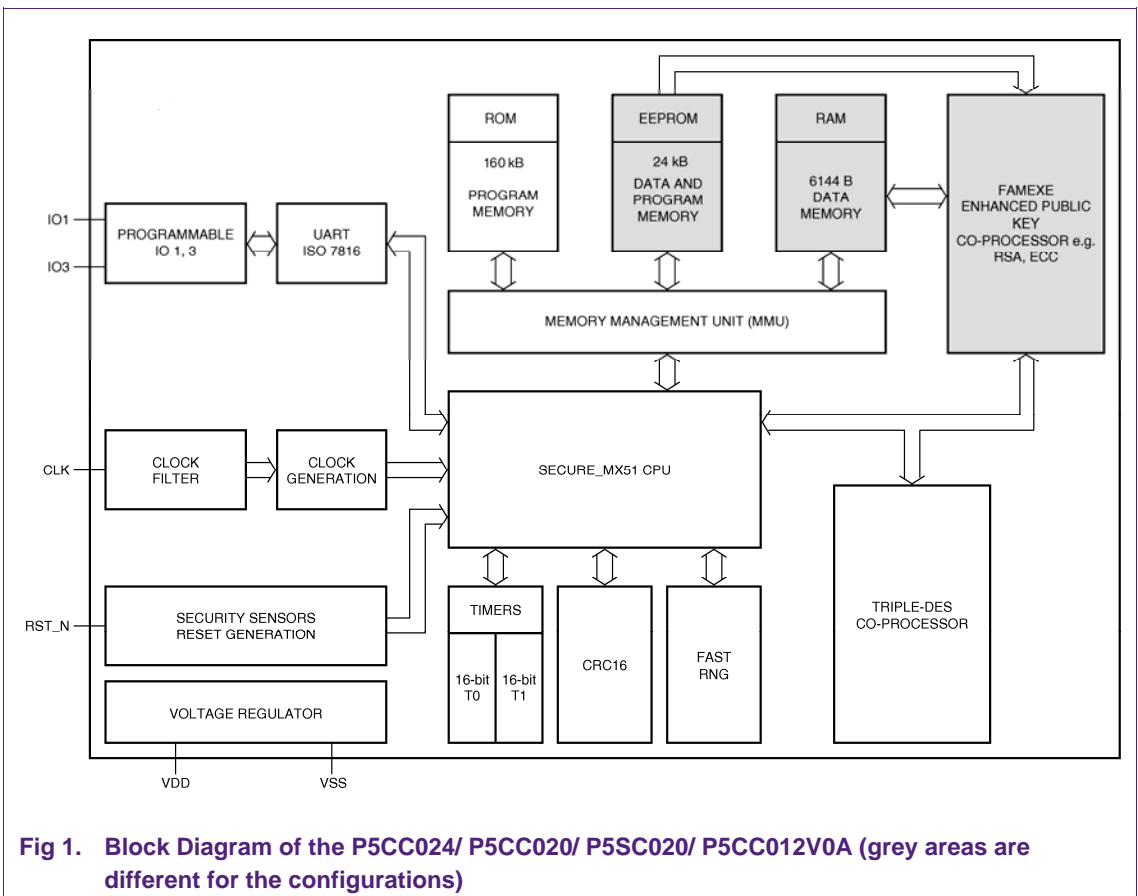 ROM
160 kB
PROGRAM
MEMORY
EEPROM
24 kB
DATA AND
PROGRAM
MEMORY
RAM
6144 B
DATA
MEMORY
FAMEXE
ENHANCED PUBLIC
KEY
CO-PROCESSOR e.g.
RSA, ECC
IO1
IO3
PROGRAMMABLE
IO 1, 3
UART
ISO 7816
MEMORY MANAGEMENT UNIT (MMU)
CLK
CLOCK
FILTER
CLOCK
GENERATION
SECURE_MX51 CPU
RST_N
SECURITY SENSORS
RESET GENERATION
TIMERS
16-bit
T0
16-bit
T1
CRC16
FAST
RNG
TRIPLE-DES
CO-PROCESSOR
VOLTAGE REGULATOR
VDD
VSS
Fig 1. Block Diagram of the P5CC024/ P5CC020/ P5SC020/ P5CC012V0A (grey areas are
different for the configurations)